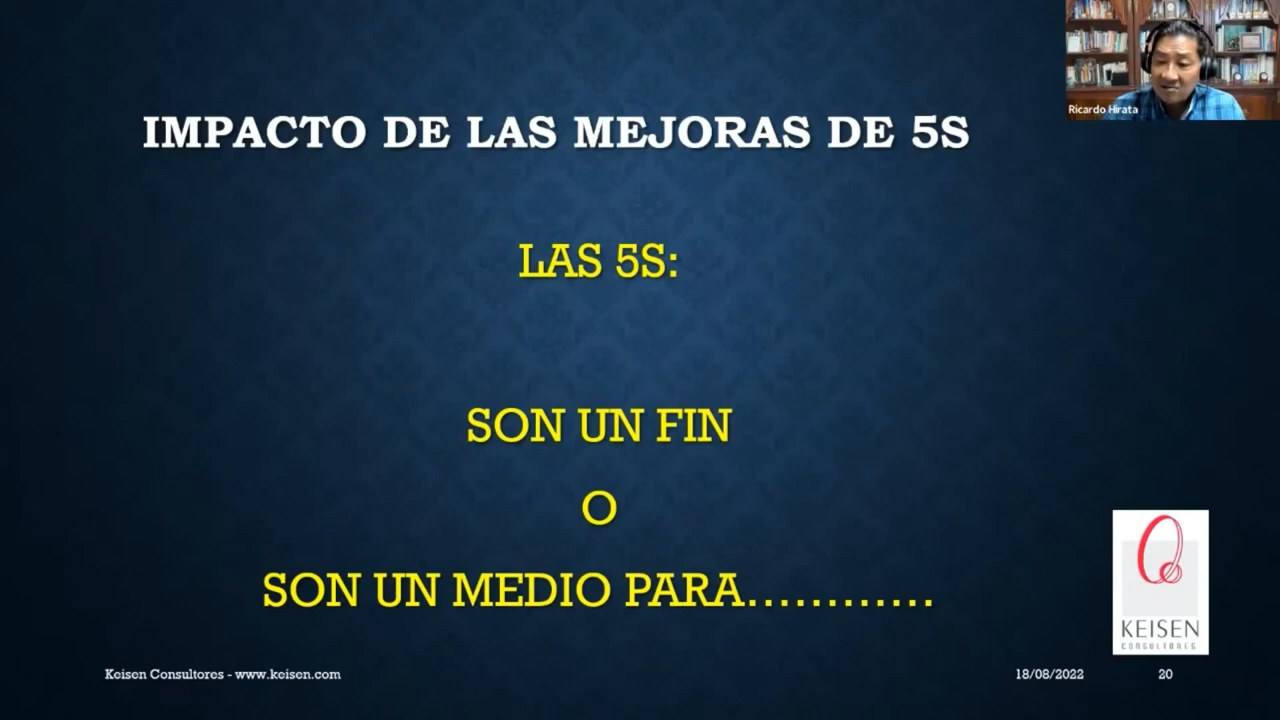 Ricardo Hirata
IMPACTO DE LAS MEJORAS DE 5S
LAS 5S:
SON UN FIN
O
SON UN MEDIO PARA............
KEISEN
CONSULTORES
Keisen Consultores - www.keisen.com
18/08/2022
20